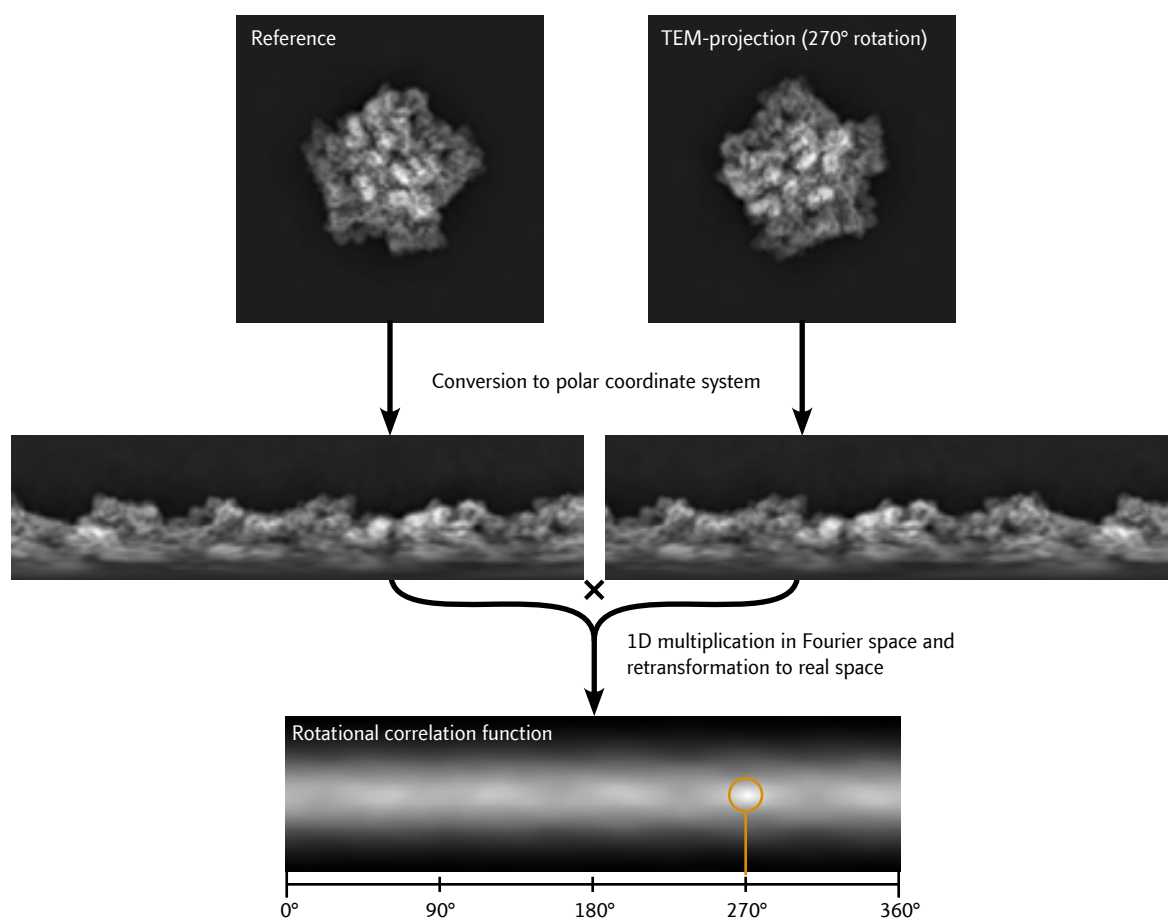 Reference
TEM-projection (270° rotation)
Conversion to polar coordinate system
×
1D multiplication in Fourier space and
retransformation to real space
Rotational correlation function
0° 90° 180° 270° 360°